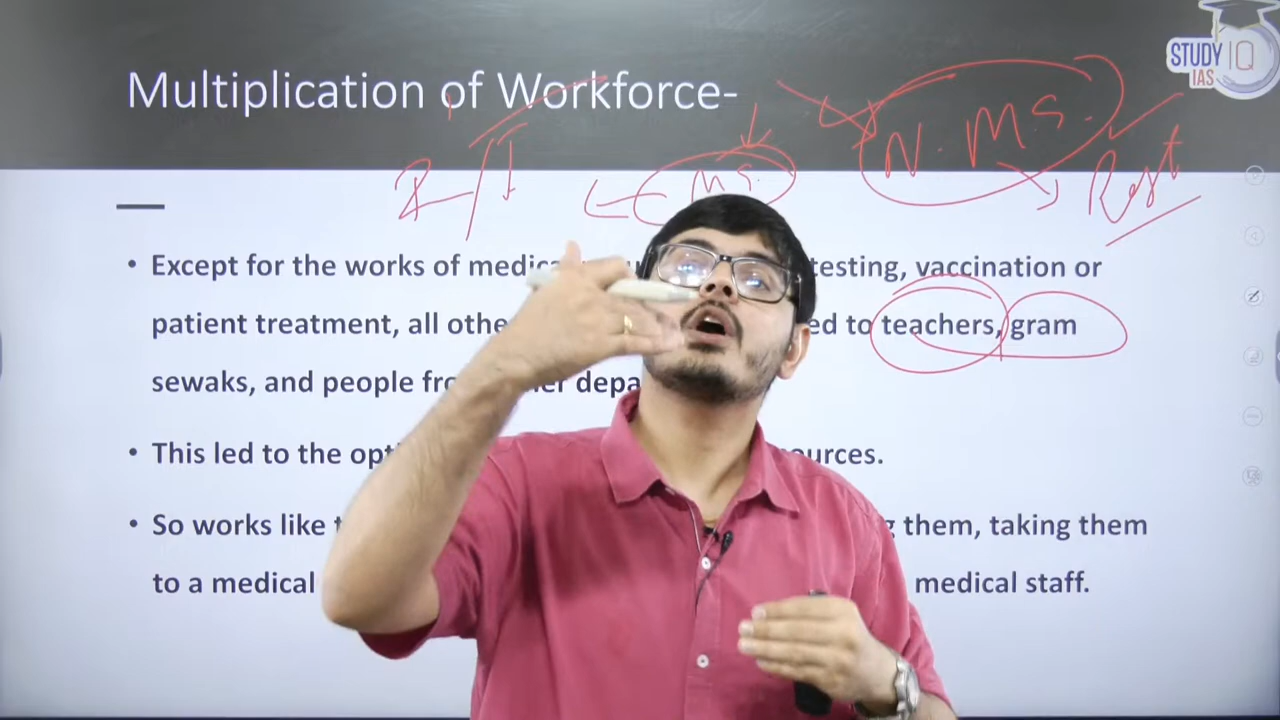 STUDY IQ
IAS
Multiplication of Workforce-
N.M.S.
M.S.
Rest
• Except for the works of medica testing, vaccination or
patient treatment, all othe ed to teachers, gram
sewaks, and people fro er depa
• This led to the opt ources.
• So works like t g them, taking them
to a medical medical staff.